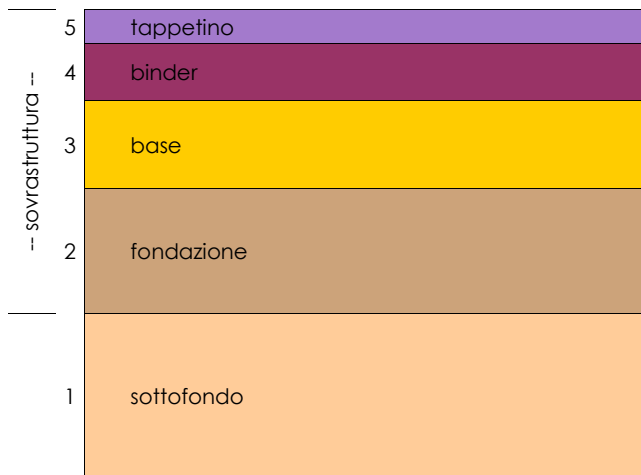 5 tappetino
4 binder
3 base
2 fondazione
1 sottofondo
-- sovrastruttura --